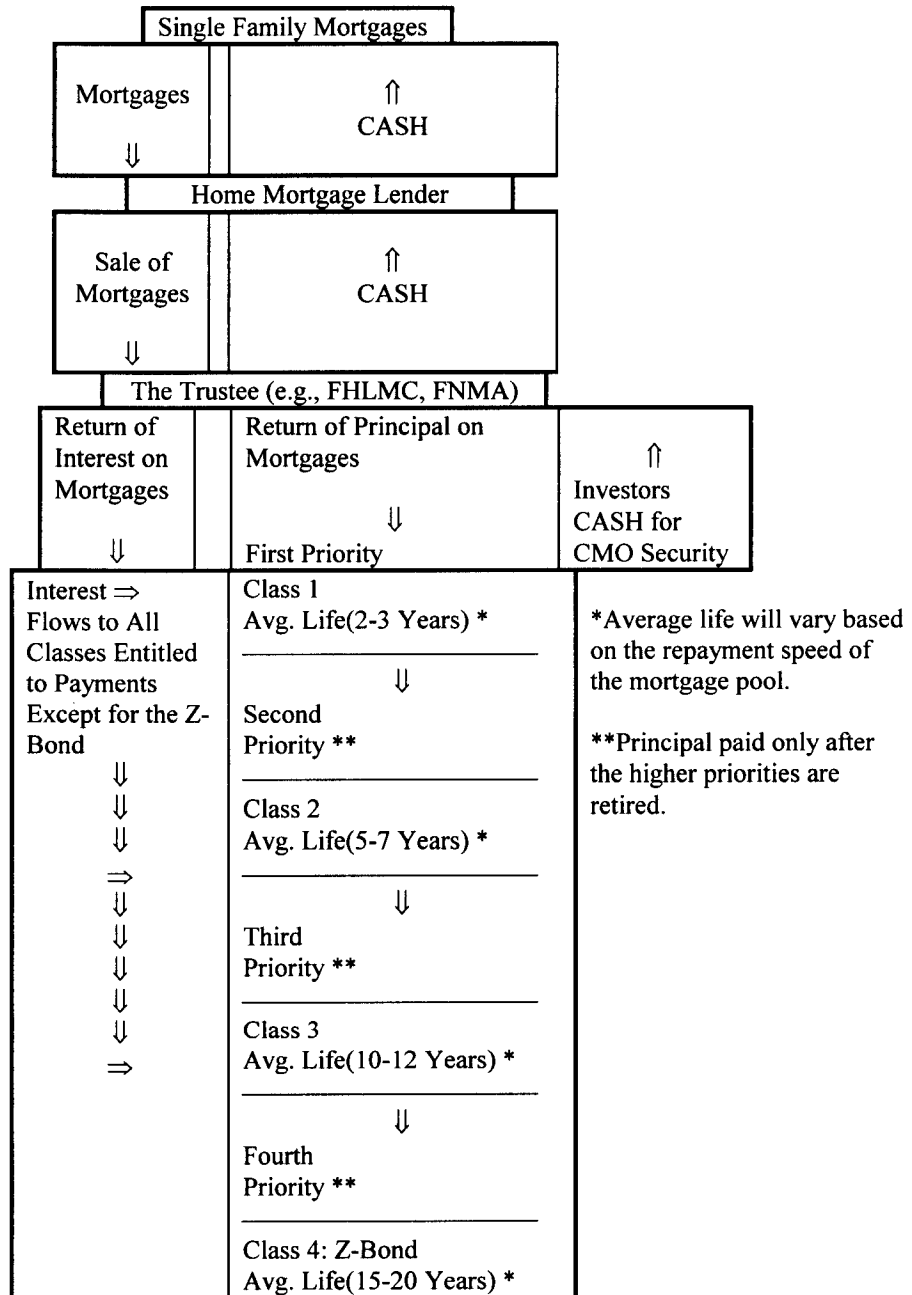 Single Family Mortgages
Mortgages
⇓
⇑
CASH
Home Mortgage Lender
Sale of
Mortgages
⇓
⇑
CASH
The Trustee (e.g., FHLMC, FNMA)
Return of
Interest on
Mortgages
⇓
Return of Principal on
Mortgages
⇓
First Priority
⇑
Investors
CASH for
CMO Security
Interest ⇒
Flows to All
Classes Entitled
to Payments
Except for the Z-
Bond
⇓
⇓
⇓
⇒
⇓
⇓
⇓
⇓
⇓
⇒
Class 1
Avg. Life(2-3 Years) *
⇓
Second
Priority **
Class 2
Avg. Life(5-7 Years) *
⇓
Third
Priority **
Class 3
Avg. Life(10-12 Years) *
⇓
Fourth
Priority **
Class 4: Z-Bond
Avg. Life(15-20 Years) *
*Average life will vary based
on the repayment speed of
the mortgage pool.
**Principal paid only after
the higher priorities are
retired.